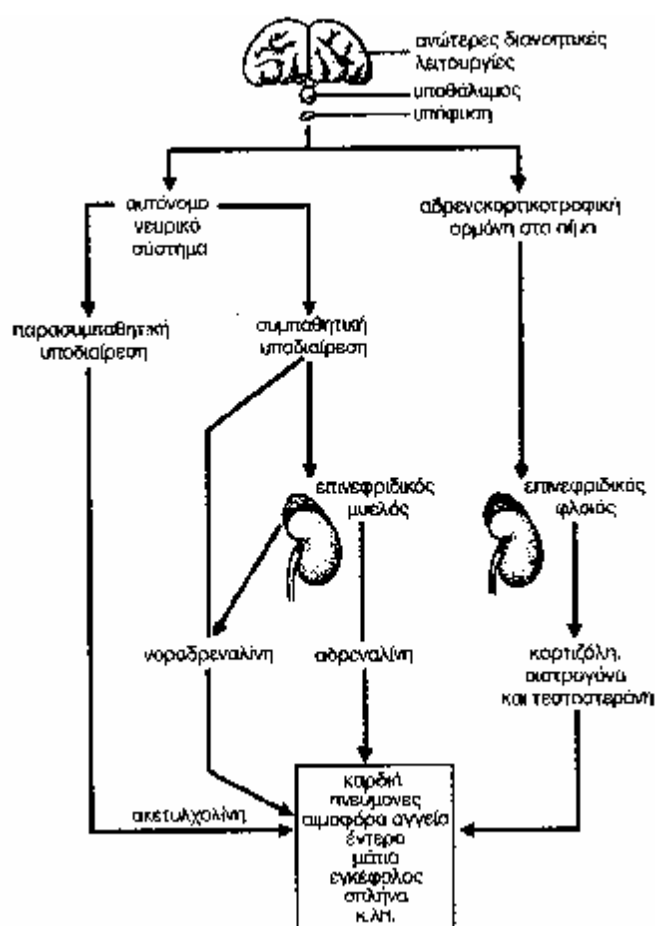 ανώτερες διανοητικές
λειτουργίες
υποθάλαμος
υπόφυση
αυτόνομο
νευρικό
σύστημα
αδρενοκορτικοτροφική
ορμόνη στο αίμα
παρασυμπαθητική
υποδιαίρεση
συμπαθητική
υποδιαίρεση
επινεφριδικός
μυελός
επινεφριδικός
φλοιός
νοραδρεναλίνη
αδρεναλίνη
κορτιζόλη,
οιστρογόνα
και τεστοστερόνη
ακετυλχολίνη
καρδιά
πνεύμονες
αιμοφόρα αγγεία
έντερο
μάτια
εγκέφαλος
σπλήνα
κ.λπ.